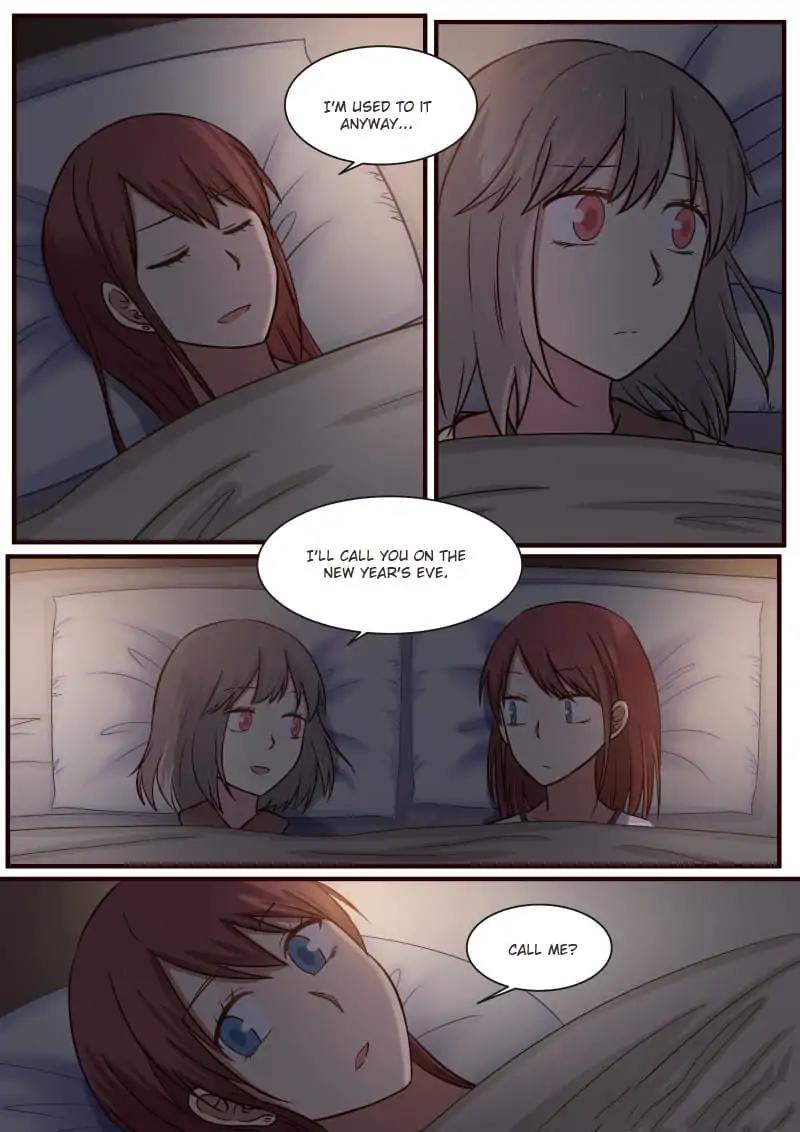 I'M USED TO IT
ANYWAY...
I'LL CALL YOU ON THE
NEW YEAR'S EVE.
CALL ME?